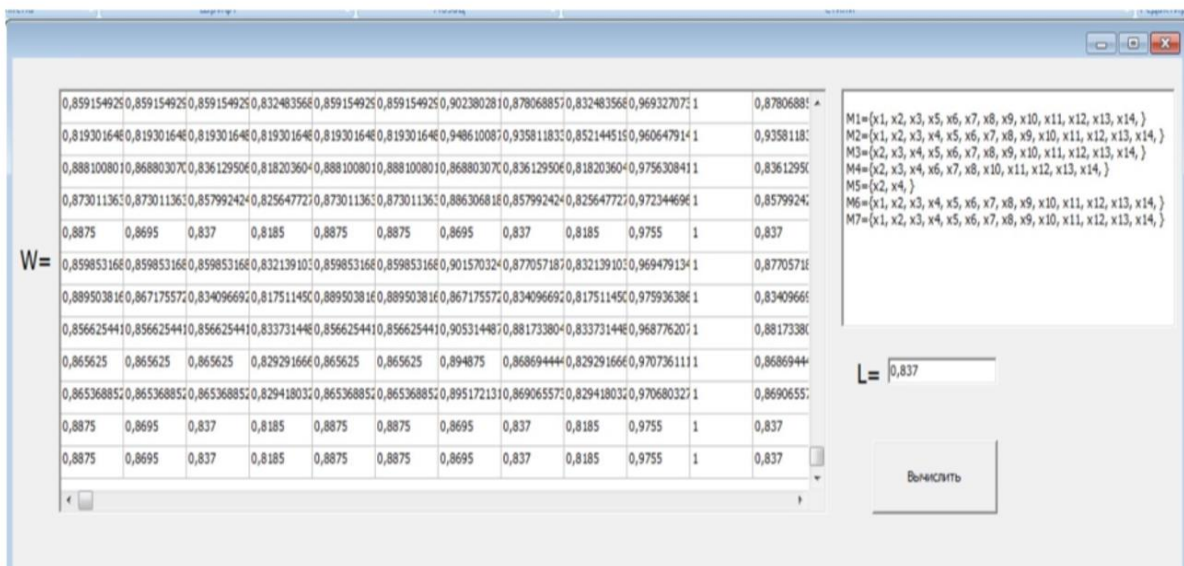 0,859154929 0,859154929 0,859154929 0,832483568 0,859154929 0,859154929 0,902380281 0,878068857 0,832483568 0,969327073 1 0,8780688
0,819301648 0,819301648 0,819301648 0,819301648 0,819301648 0,819301648 0,948610087 0,935811833 0,852144519 0,960647914 1 0,9358118
0,888100801 0,868803070 0,836129506 0,818203604 0,888100801 0,888100801 0,868803070 0,836129506 0,818203604 0,975630841 1 0,836129
0,873011363 0,873011363 0,857992424 0,825647727 0,873011363 0,873011363 0,886306818 0,857992424 0,825647727 0,972344696 1 0,8579924
0,8875 0,8695 0,837 0,8185 0,8875 0,8875 0,8695 0,837 0,8185 0,9755 1 0,837
W= 0,859853168 0,859853168 0,859853168 0,832139103 0,859853168 0,859853168 0,901570324 0,877057187 0,832139103 0,969479134 1 0,877057
0,889503816 0,867175572 0,834096692 0,817511450 0,889503816 0,889503816 0,867175572 0,834096692 0,817511450 0,975936386 1 0,834096
0,856625441 0,856625441 0,856625441 0,833731448 0,856625441 0,856625441 0,905314487 0,881733804 0,833731448 0,968776207 1 0,881733
0,865625 0,865625 0,865625 0,829291666 0,865625 0,865625 0,894875 0,868694444 0,829291666 0,970736111 1 0,8686944
0,865368852 0,865368852 0,865368852 0,829418032 0,865368852 0,865368852 0,895172131 0,869065573 0,829418032 0,970680327 1 0,869065
0,8875 0,8695 0,837 0,8185 0,8875 0,8875 0,8695 0,837 0,8185 0,9755 1 0,837
0,8875 0,8695 0,837 0,8185 0,8875 0,8875 0,8695 0,837 0,8185 0,9755 1 0,837
M1={x1, x2, x3, x5, x6, x7, x8, x9, x10, x11, x12, x13, x14, }
M2={x2, x3, x4, x5, x6, x7, x8, x9, x10, x11, x12, x13, x14, }
M3={x2, x3, x4, x5, x6, x7, x8, x9, x10, x11, x12, x13, x14, }
M4={x2, x3, x4, x6, x7, x8, x10, x11, x12, x13, x14, }
M5={x2, x4, }
M6={x1, x2, x3, x4, x5, x6, x7, x8, x9, x10, x11, x12, x13, x14, }
M7={x1, x2, x3, x4, x5, x6, x7, x8, x9, x10, x11, x12, x13, x14, }
L= 0,837
Вычислить